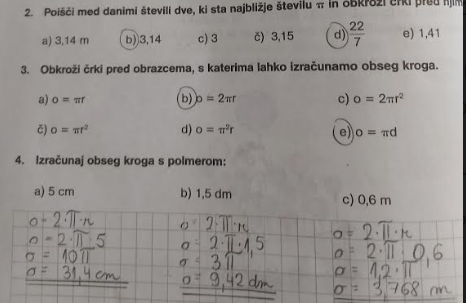 2. Poišči med danimi števili dve, ki sta najbližje številu π in obkroži črki pred njim
a) 3,14 m b) 3,14 c) 3 č) 3,15 d) 22/7 e) 1,41
3. Obkroži črki pred obrazcema, s katerima lahko izračunamo obseg kroga.
a) o = πr b) o = 2πr c) o = 2πr²
č) o = πr² d) o = π²r e) o = πd
4. Izračunaj obseg kroga s polmerom:
a) 5 cm b) 1,5 dm c) 0,6 m
o = 2·π·r o = 2·π·r o = 2·π·r
o = 2·π·5 o = 2·π·1,5 o = 2·π·0,6
o = 10π o = 3π o = 1,2·π
o = 31,4 cm o = 9,42 dm o = 3,768 m